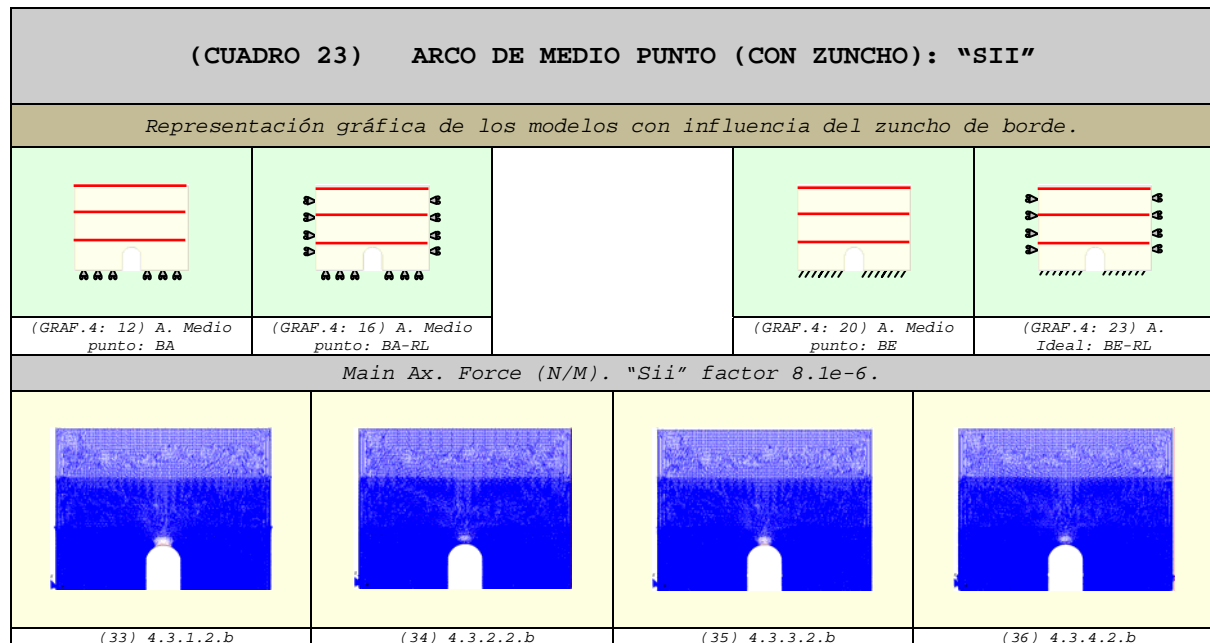 (CUADRO 23) ARCO DE MEDIO PUNTO (CON ZUNCHO): “SII”
Representación gráfica de los modelos con influencia del zuncho de borde.
(GRAF.4: 12) A. Medio
punto: BA
(GRAF.4: 16) A. Medio
punto: BA-RL
(GRAF.4: 20) A. Medio
punto: BE
(GRAF.4: 23) A.
Ideal: BE-RL
Main Ax. Force (N/M). “Sii” factor 8.1e-6.
(33) 4.3.1.2.b
(34) 4.3.2.2.b
(35) 4.3.3.2.b
(36) 4.3.4.2.b